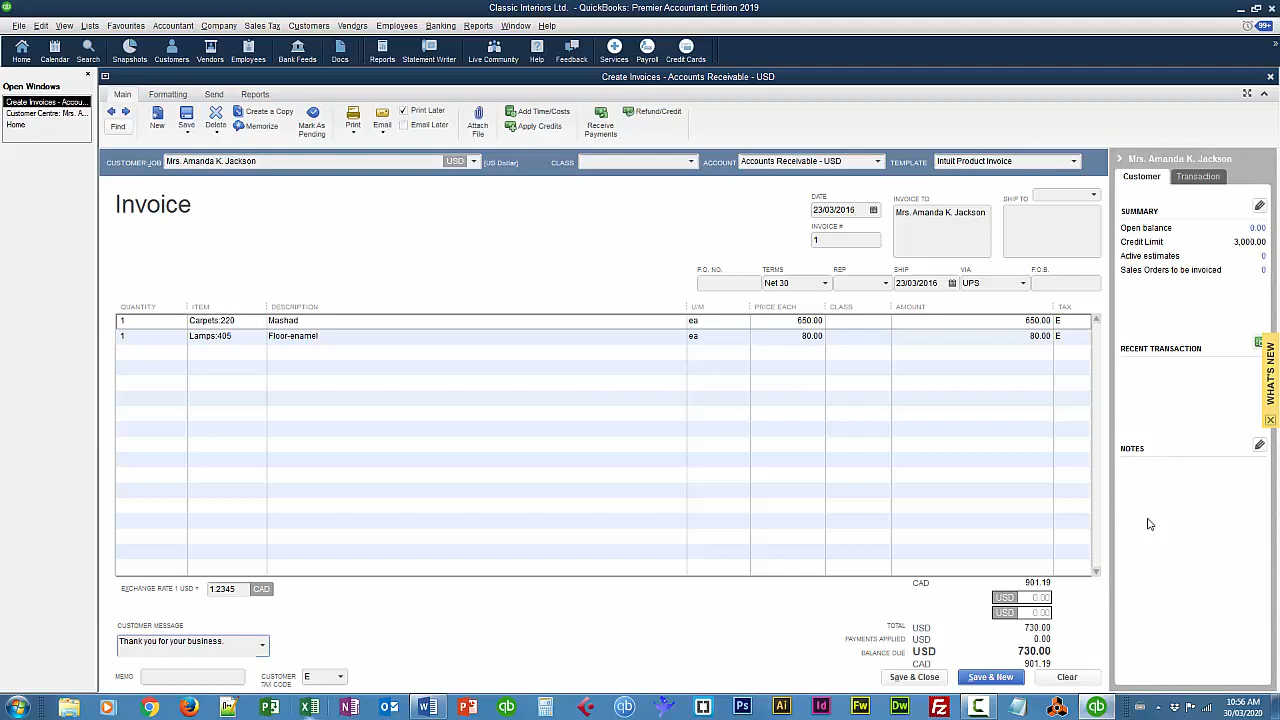 Classic Interiors Ltd. - QuickBooks: Premier Accountant Edition 2019
File Edit View Lists Favourites Accountant Company Sales Tax Customers Vendors Employees Banking Reports Window Help
99+
Home Calendar Search Snapshots Customers Vendors Employees Bank Feeds Docs Reports Statement Writer Live Community Help Feedback Services Payroll Credit Cards
Open Windows
Create Invoices - Accou...
Customer Centre: Mrs. A...
Home
Create Invoices - Accounts Receivable - USD
Main Formatting Send Reports
Find New Save Delete Create a Copy Memorize Mark As Pending Print Email Print Later Email Later Attach File Add Time/Costs Apply Credits Receive Payments Refund/Credit
CUSTOMER:JOB Mrs. Amanda K. Jackson USD [US Dollar] CLASS ACCOUNT Accounts Receivable - USD TEMPLATE Intuit Product Invoice
Invoice
DATE
23/03/2016
INVOICE #
1
INVOICE TO
Mrs. Amanda K. Jackson
SHIP TO
P.O. NO. TERMS REP SHIP VIA F.O.B.
Net 30 23/03/2016 UPS
QUANTITY ITEM DESCRIPTION U/M PRICE EACH CLASS AMOUNT TAX
1 Carpets:220 Mashad ea 650.00 650.00 E
1 Lamps:405 Floor-enamel ea 80.00 80.00 E
EXCHANGE RATE 1 USD = 1.2345 CAD
CAD 901.19
USD 0.00
USD 0.00
CUSTOMER MESSAGE
Thank you for your business.
TOTAL USD 730.00
PAYMENTS APPLIED USD 0.00
BALANCE DUE USD 730.00
CAD 901.19
MEMO CUSTOMER TAX CODE E
Save & Close Save & New Clear
Mrs. Amanda K. Jackson
Customer Transaction
SUMMARY
Open balance 0.00
Credit Limit 3,000.00
Active estimates 0
Sales Orders to be invoiced 0
RECENT TRANSACTION
NOTES
WHAT'S NEW
Ps Ai Id Fw Dw
10:56 AM
30/03/2020